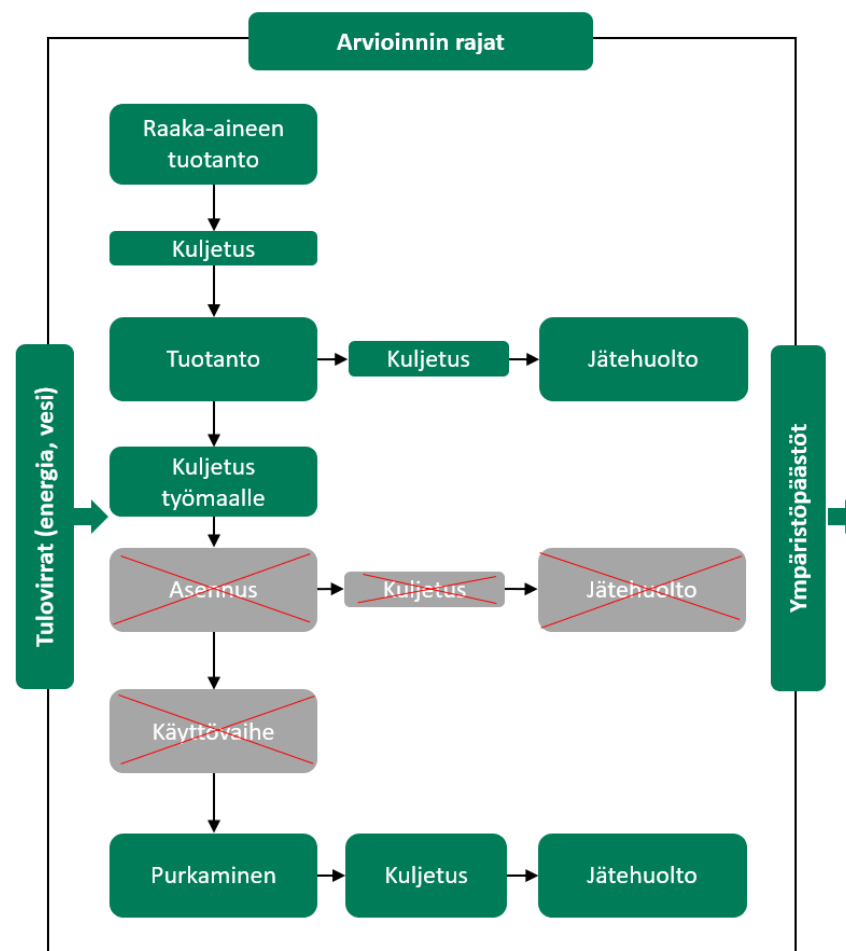 Arvioinnin rajat
Raaka-aineen
tuotanto
Kuljetus
Tuotanto
Kuljetus
Jätehuolto
Kuljetus
työmaalle
Tulovirrat (energia, vesi)
Ympäristöpäästöt
Asennus
Kuljetus
Jätehuolto
Käyttövaihe
Purkaminen
Kuljetus
Jätehuolto